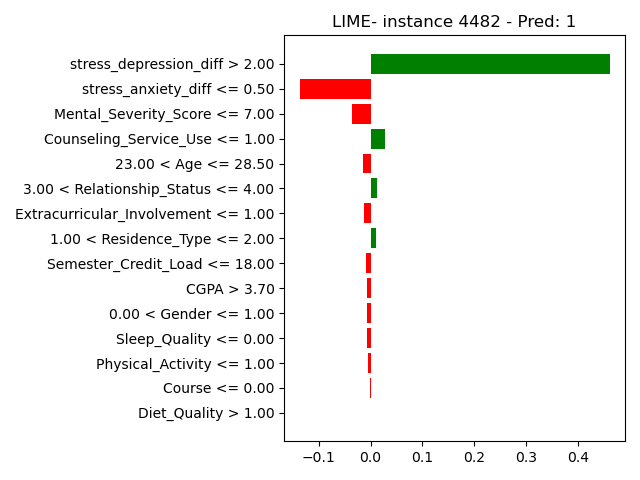 LIME- instance 4482 - Pred: 1
stress_depression_diff > 2.00
stress_anxiety_diff <= 0.50
Mental_Severity_Score <= 7.00
Counseling_Service_Use <= 1.00
23.00 < Age <= 28.50
3.00 < Relationship_Status <= 4.00
Extracurricular_Involvement <= 1.00
1.00 < Residence_Type <= 2.00
Semester_Credit_Load <= 18.00
CGPA > 3.70
0.00 < Gender <= 1.00
Sleep_Quality <= 0.00
Physical_Activity <= 1.00
Course <= 0.00
Diet_Quality > 1.00
−0.1 0.0 0.1 0.2 0.3 0.4